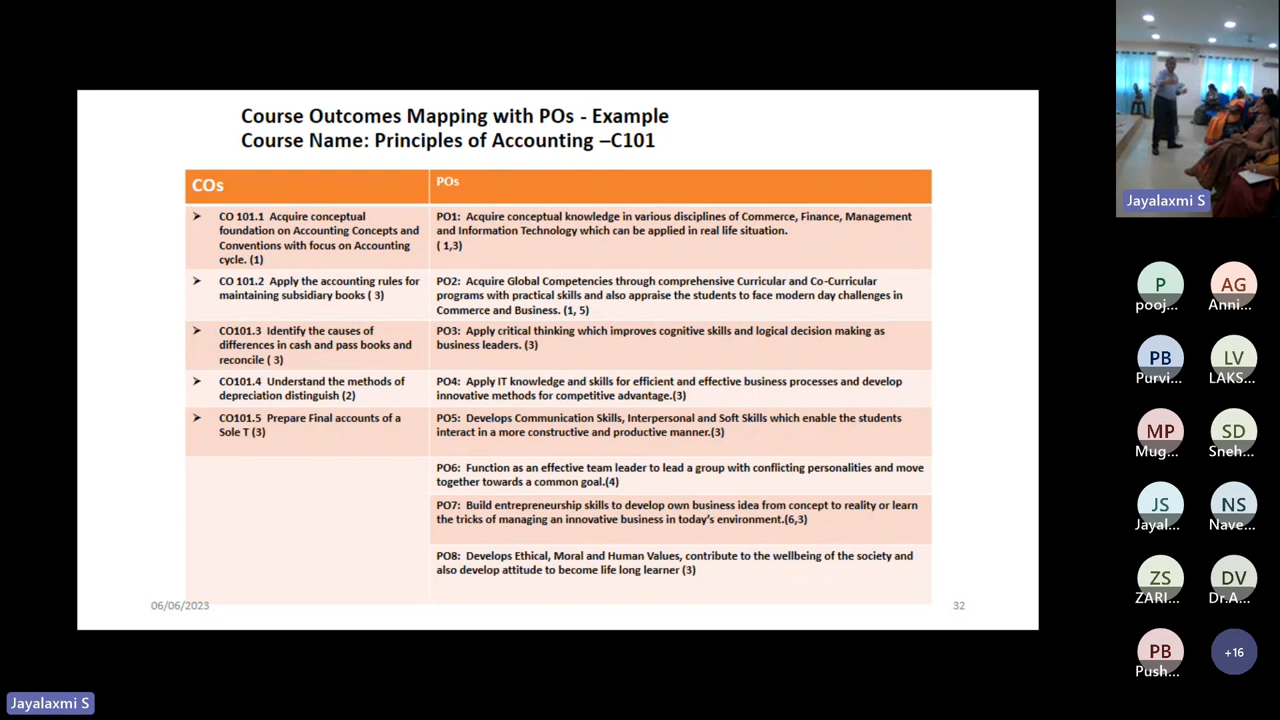 Course Outcomes Mapping with POs - Example
Course Name: Principles of Accounting –C101
COs
POs
CO 101.1 Acquire conceptual
foundation on Accounting Concepts and
Conventions with focus on Accounting
cycle. (1)
PO1: Acquire conceptual knowledge in various disciplines of Commerce, Finance, Management
and Information Technology which can be applied in real life situation.
( 1,3)
CO 101.2 Apply the accounting rules for
maintaining subsidiary books ( 3)
PO2: Acquire Global Competencies through comprehensive Curricular and Co-Curricular
programs with practical skills and also appraise the students to face modern day challenges in
Commerce and Business. (1, 5)
CO101.3 Identify the causes of
differences in cash and pass books and
reconcile ( 3)
PO3: Apply critical thinking which improves cognitive skills and logical decision making as
business leaders. (3)
CO101.4 Understand the methods of
depreciation distinguish (2)
PO4: Apply IT knowledge and skills for efficient and effective business processes and develop
innovative methods for competitive advantage.(3)
CO101.5 Prepare Final accounts of a
Sole T (3)
PO5: Develops Communication Skills, Interpersonal and Soft Skills which enable the students
interact in a more constructive and productive manner.(3)
PO6: Function as an effective team leader to lead a group with conflicting personalities and move
together towards a common goal.(4)
PO7: Build entrepreneurship skills to develop own business idea from concept to reality or learn
the tricks of managing an innovative business in today's environment.(6,3)
PO8: Develops Ethical, Moral and Human Values, contribute to the wellbeing of the society and
also develop attitude to become life long learner (3)
06/06/2023
32
Jayalaxmi S
P
pooj...
AG
Anni...
PB
Purvi...
LV
LAKS...
MP
Mug...
SD
Sneh...
JS
Jayal...
NS
Nave...
ZS
ZARI...
DV
Dr.A...
PB
Push...
+16
Jayalaxmi S